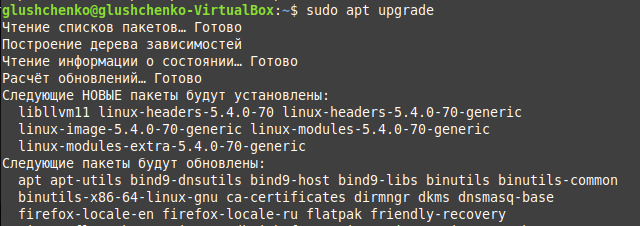 glushchenko@glushchenko-VirtualBox:~$ sudo apt upgrade
Чтение списков пакетов… Готово
Построение дерева зависимостей
Чтение информации о состоянии… Готово
Расчёт обновлений… Готово
Следующие НОВЫЕ пакеты будут установлены:
libllvm11 linux-headers-5.4.0-70 linux-headers-5.4.0-70-generic
linux-image-5.4.0-70-generic linux-modules-5.4.0-70-generic
linux-modules-extra-5.4.0-70-generic
Следующие пакеты будут обновлены:
apt apt-utils bind9-dnsutils bind9-host bind9-libs binutils binutils-common
binutils-x86-64-linux-gnu ca-certificates dirmngr dkms dnsmasq-base
firefox-locale-en firefox-locale-ru flatpak friendly-recovery